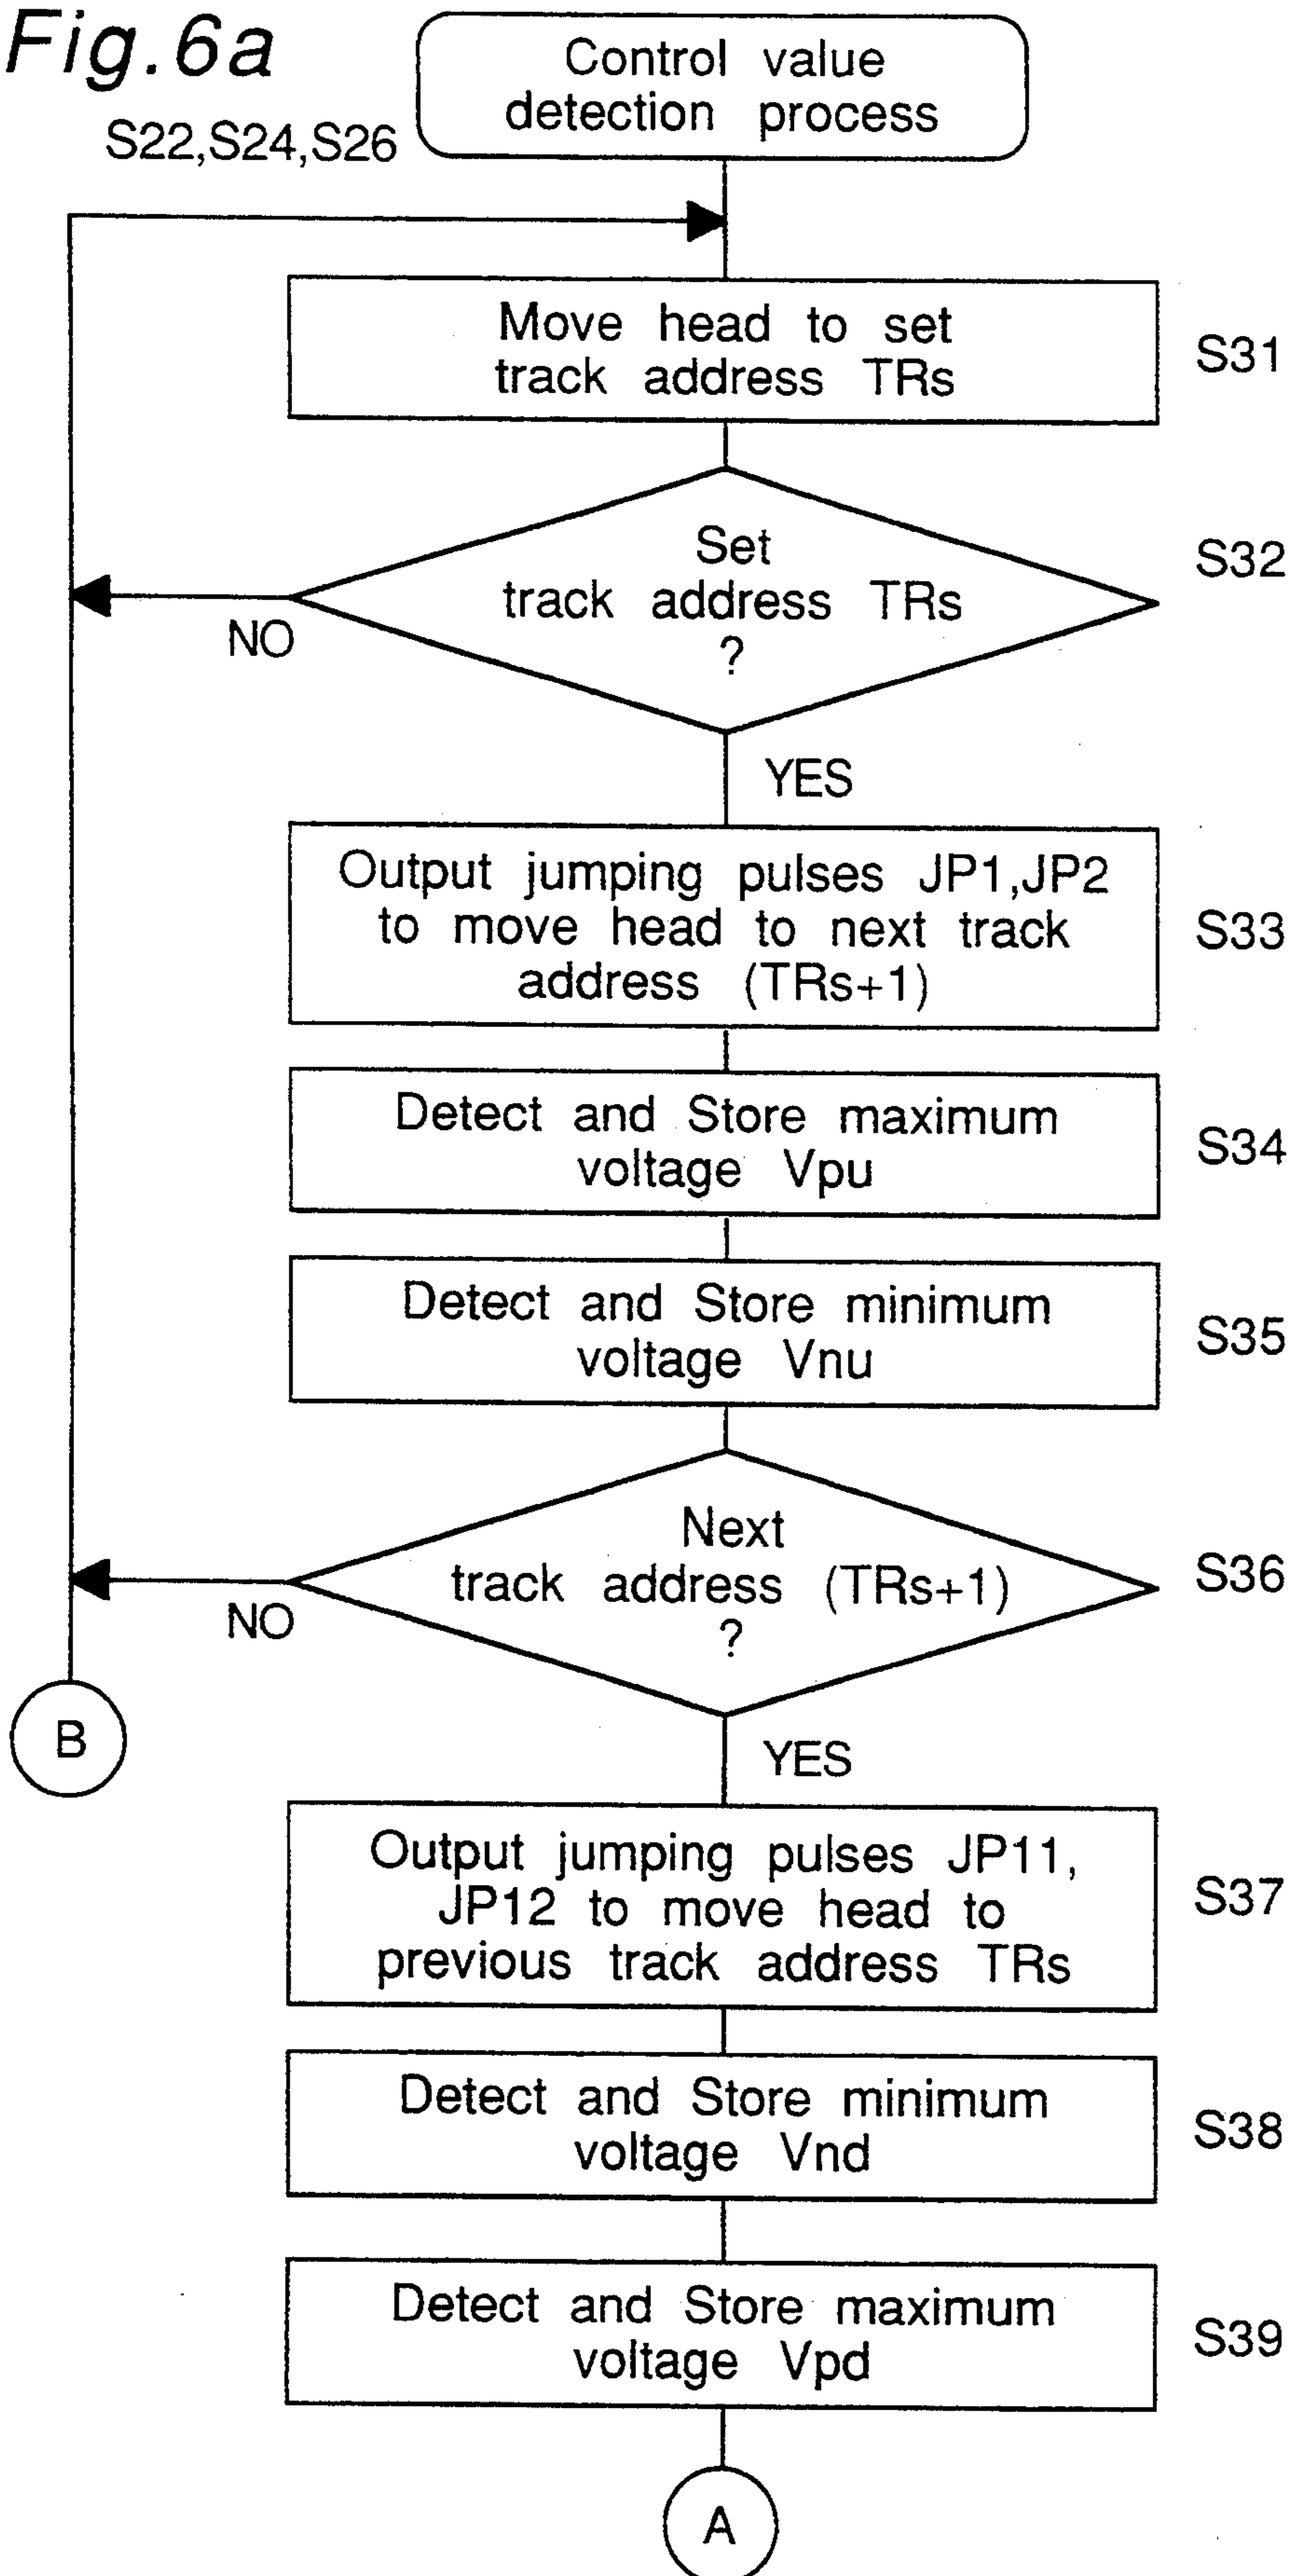 Fig.6a
Control value
detection process
S22,S24,S26
Move head to set
track address TRs
S31
Set
track address TRs
?
S32
NO
YES
Output jumping pulses JP1,JP2
to move head to next track
address (TRs+1)
S33
Detect and Store maximum
voltage Vpu
S34
Detect and Store minimum
voltage Vnu
S35
Next
track address (TRs+1)
?
S36
NO
B
YES
Output jumping pulses JP11,
JP12 to move head to
previous track address TRs
S37
Detect and Store minimum
voltage Vnd
S38
Detect and Store maximum
voltage Vpd
S39
A